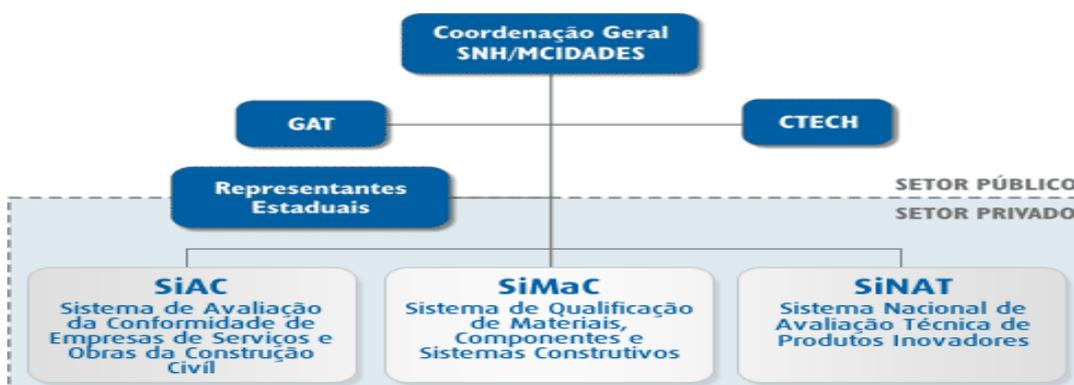 Coordenação Geral
SNH/MCIDADES
GAT
CTECH
Representantes
Estaduais
SETOR PÚBLICO
SETOR PRIVADO
SiAC
Sistema de Avaliação
da Conformidade de
Empresas de Serviços e
Obras da Construção
Civíl
SiMaC
Sistema de Qualificação
de Materiais,
Componentes e
Sistemas Construtivos
SiNAT
Sistema Nacional de
Avaliação Técnica de
Produtos Inovadores